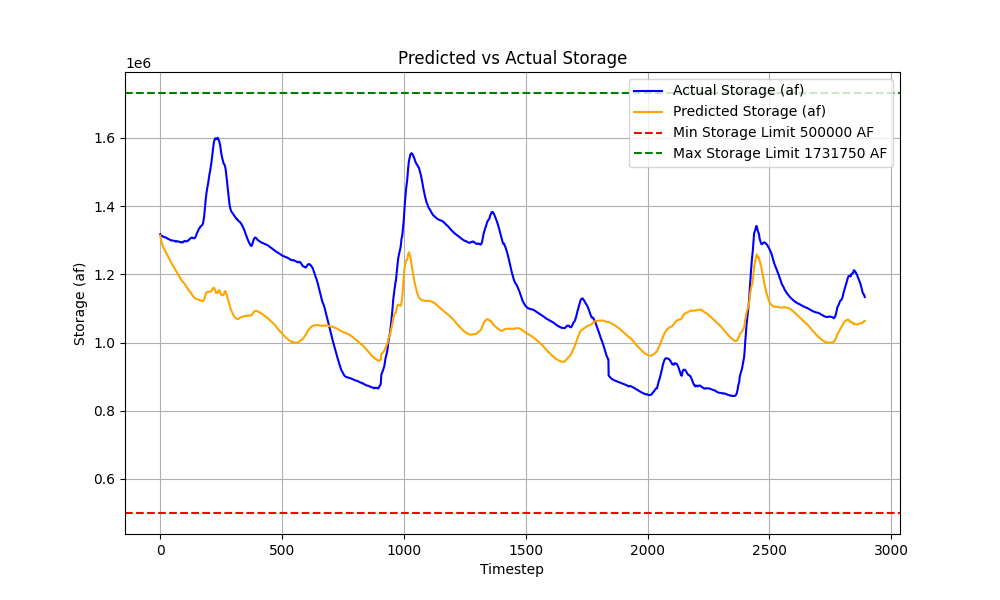 Predicted vs Actual Storage
1e6
Actual Storage (af)
Predicted Storage (af)
Min Storage Limit 500000 AF
Max Storage Limit 1731750 AF
1.6
1.4
1.2
1.0
0.8
0.6
Storage (af)
0 500 1000 1500 2000 2500 3000
Timestep